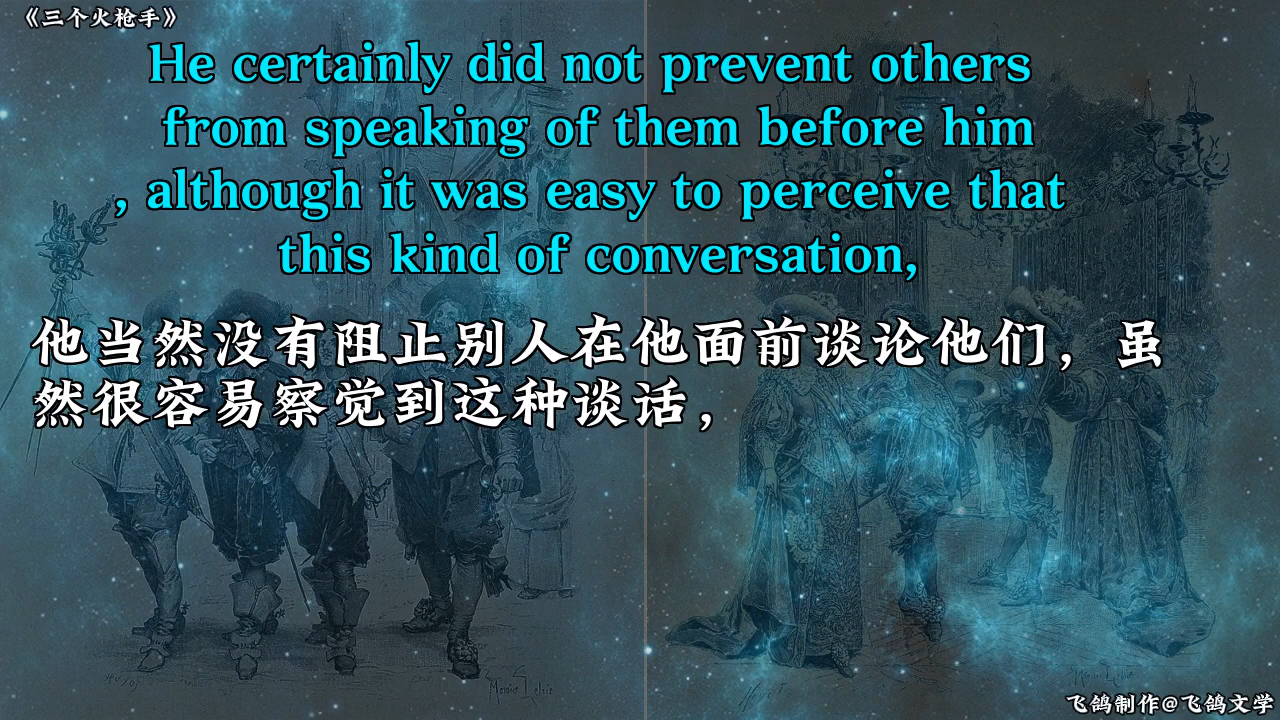 《三个火枪手》
He certainly did not prevent others
from speaking of them before him
, although it was easy to perceive that
this kind of conversation,
他当然没有阻止别人在他面前谈论他们，虽
然很容易察觉到这种谈话，
飞鸽制作@飞鸽文学